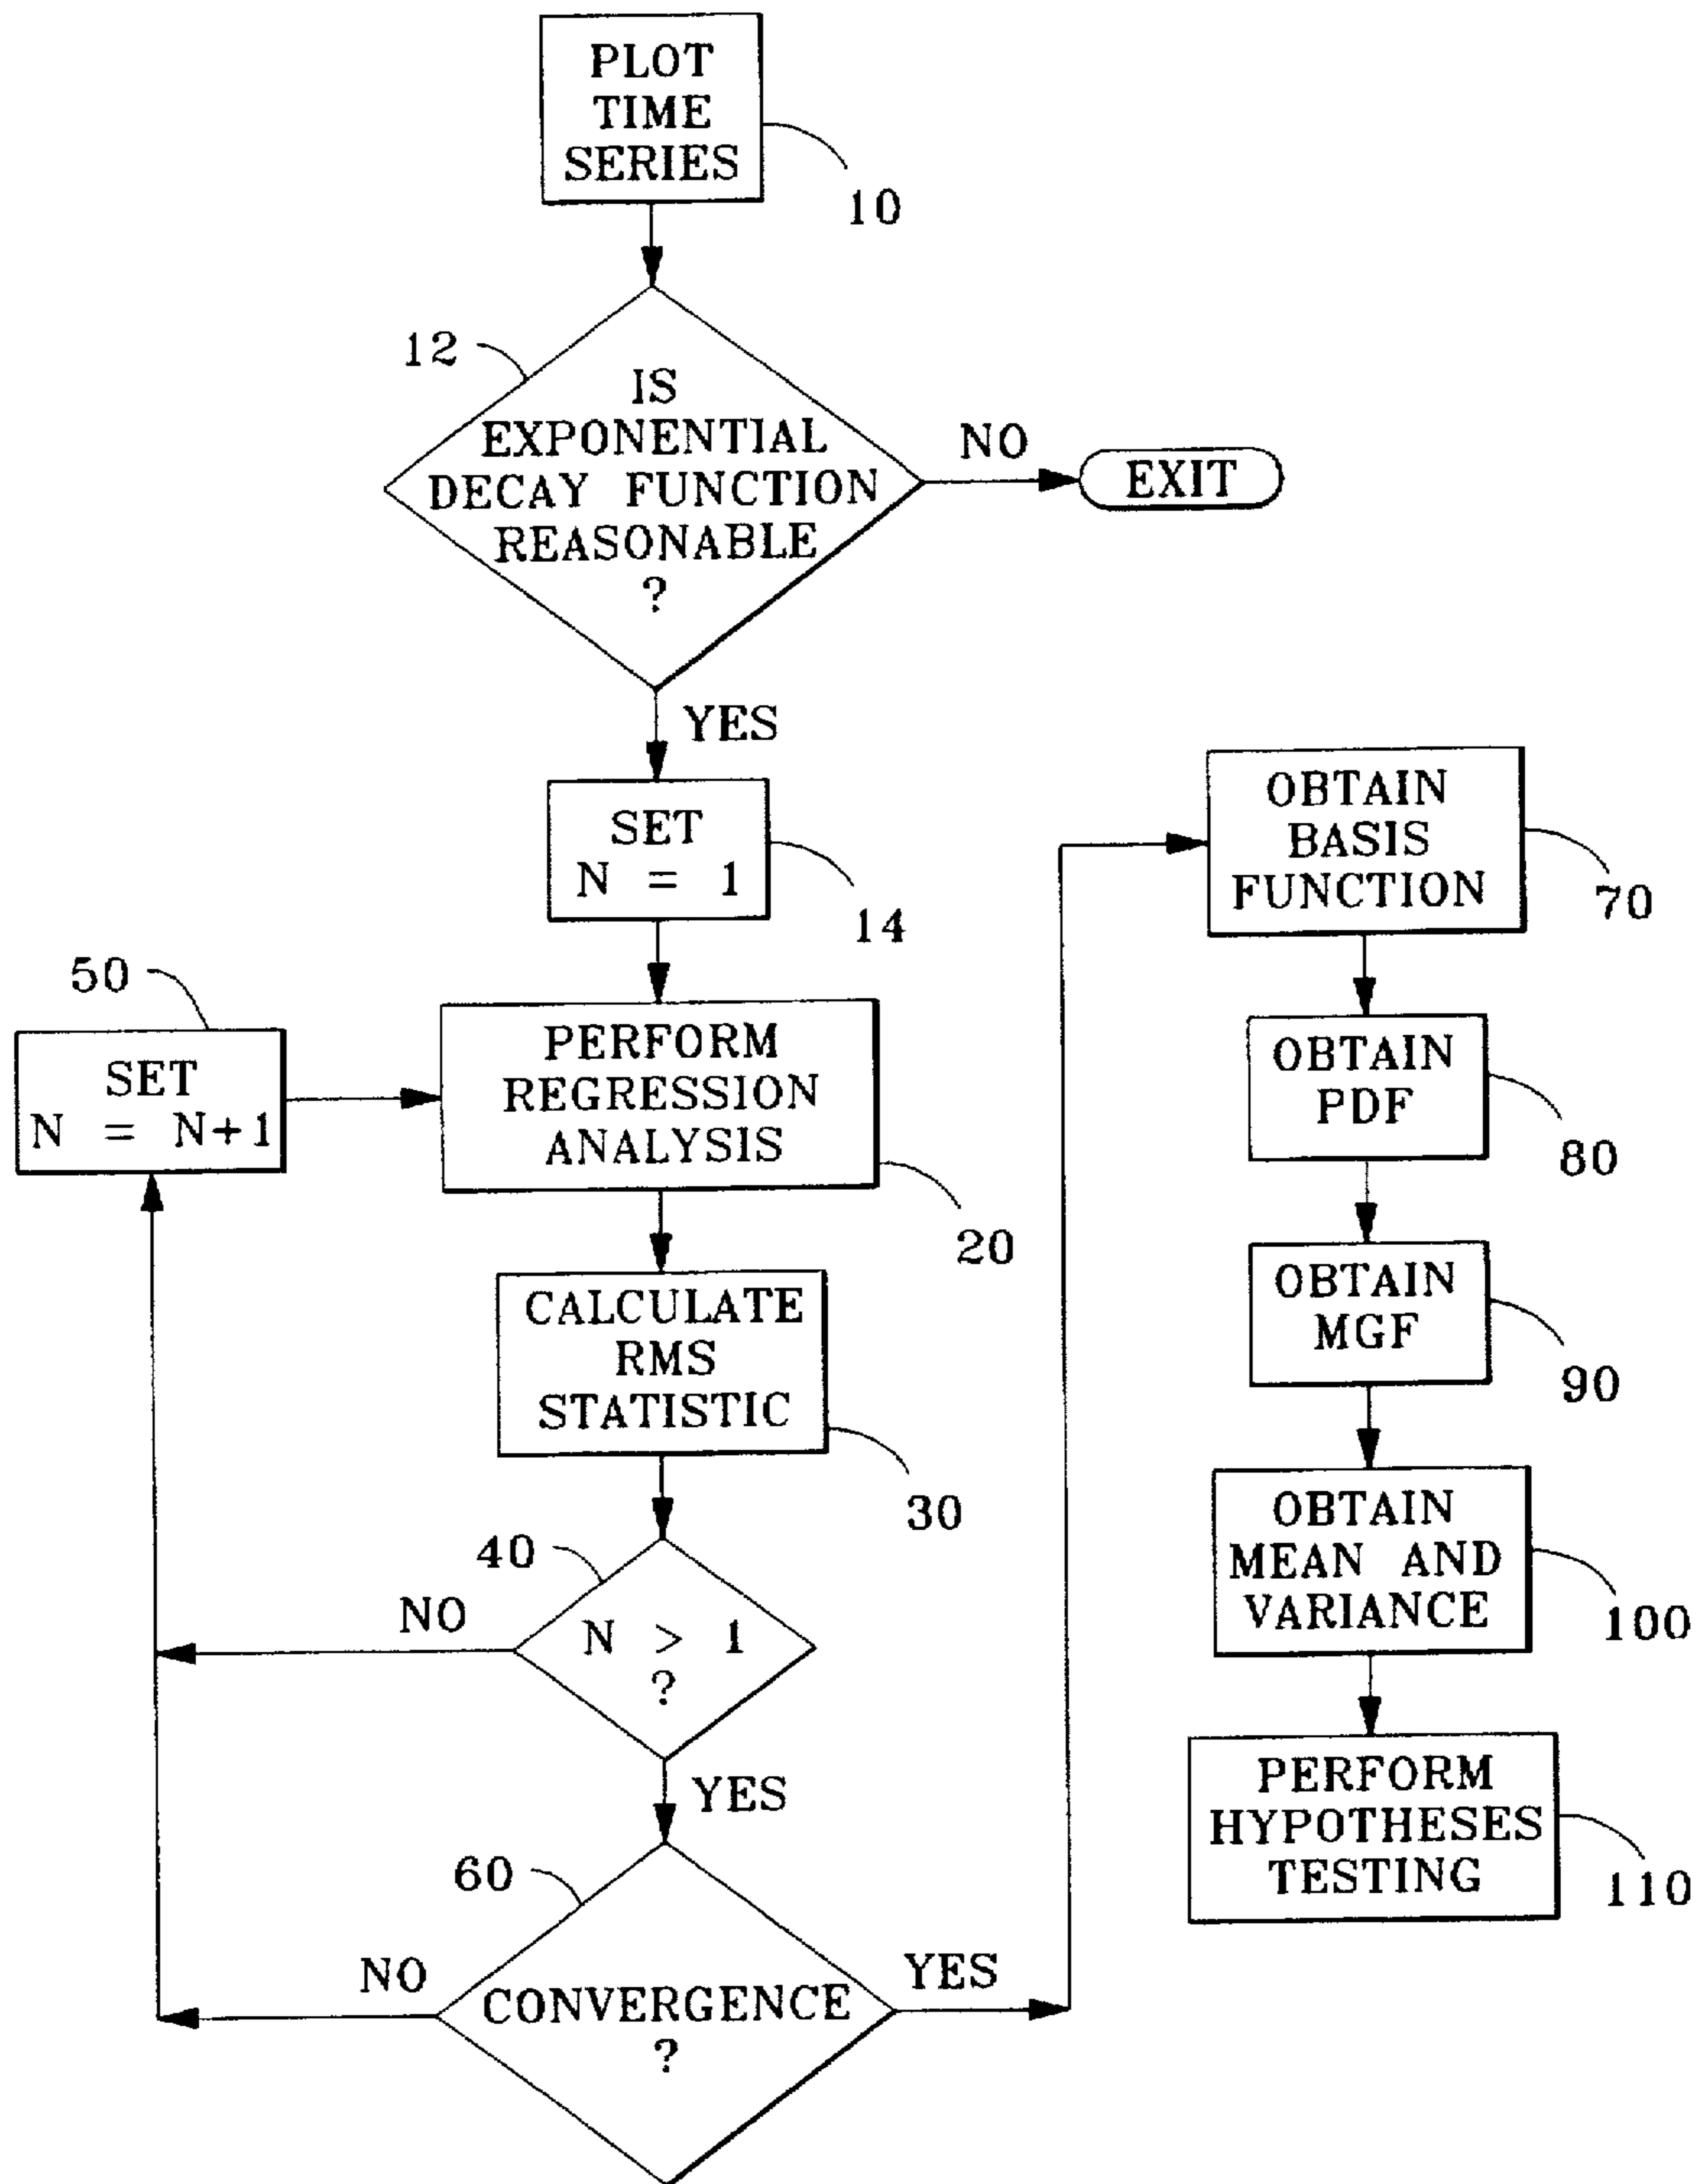 PLOT
TIME
SERIES
10
12
IS
EXPONENTIAL
DECAY FUNCTION
REASONABLE
?
NO
EXIT
YES
SET
N = 1
14
50
SET
N = N+1
PERFORM
REGRESSION
ANALYSIS
20
CALCULATE
RMS
STATISTIC
30
40
N > 1
?
NO
YES
60
CONVERGENCE
?
NO
YES
OBTAIN
BASIS
FUNCTION
70
OBTAIN
PDF
80
OBTAIN
MGF
90
OBTAIN
MEAN AND
VARIANCE
100
PERFORM
HYPOTHESES
TESTING
110